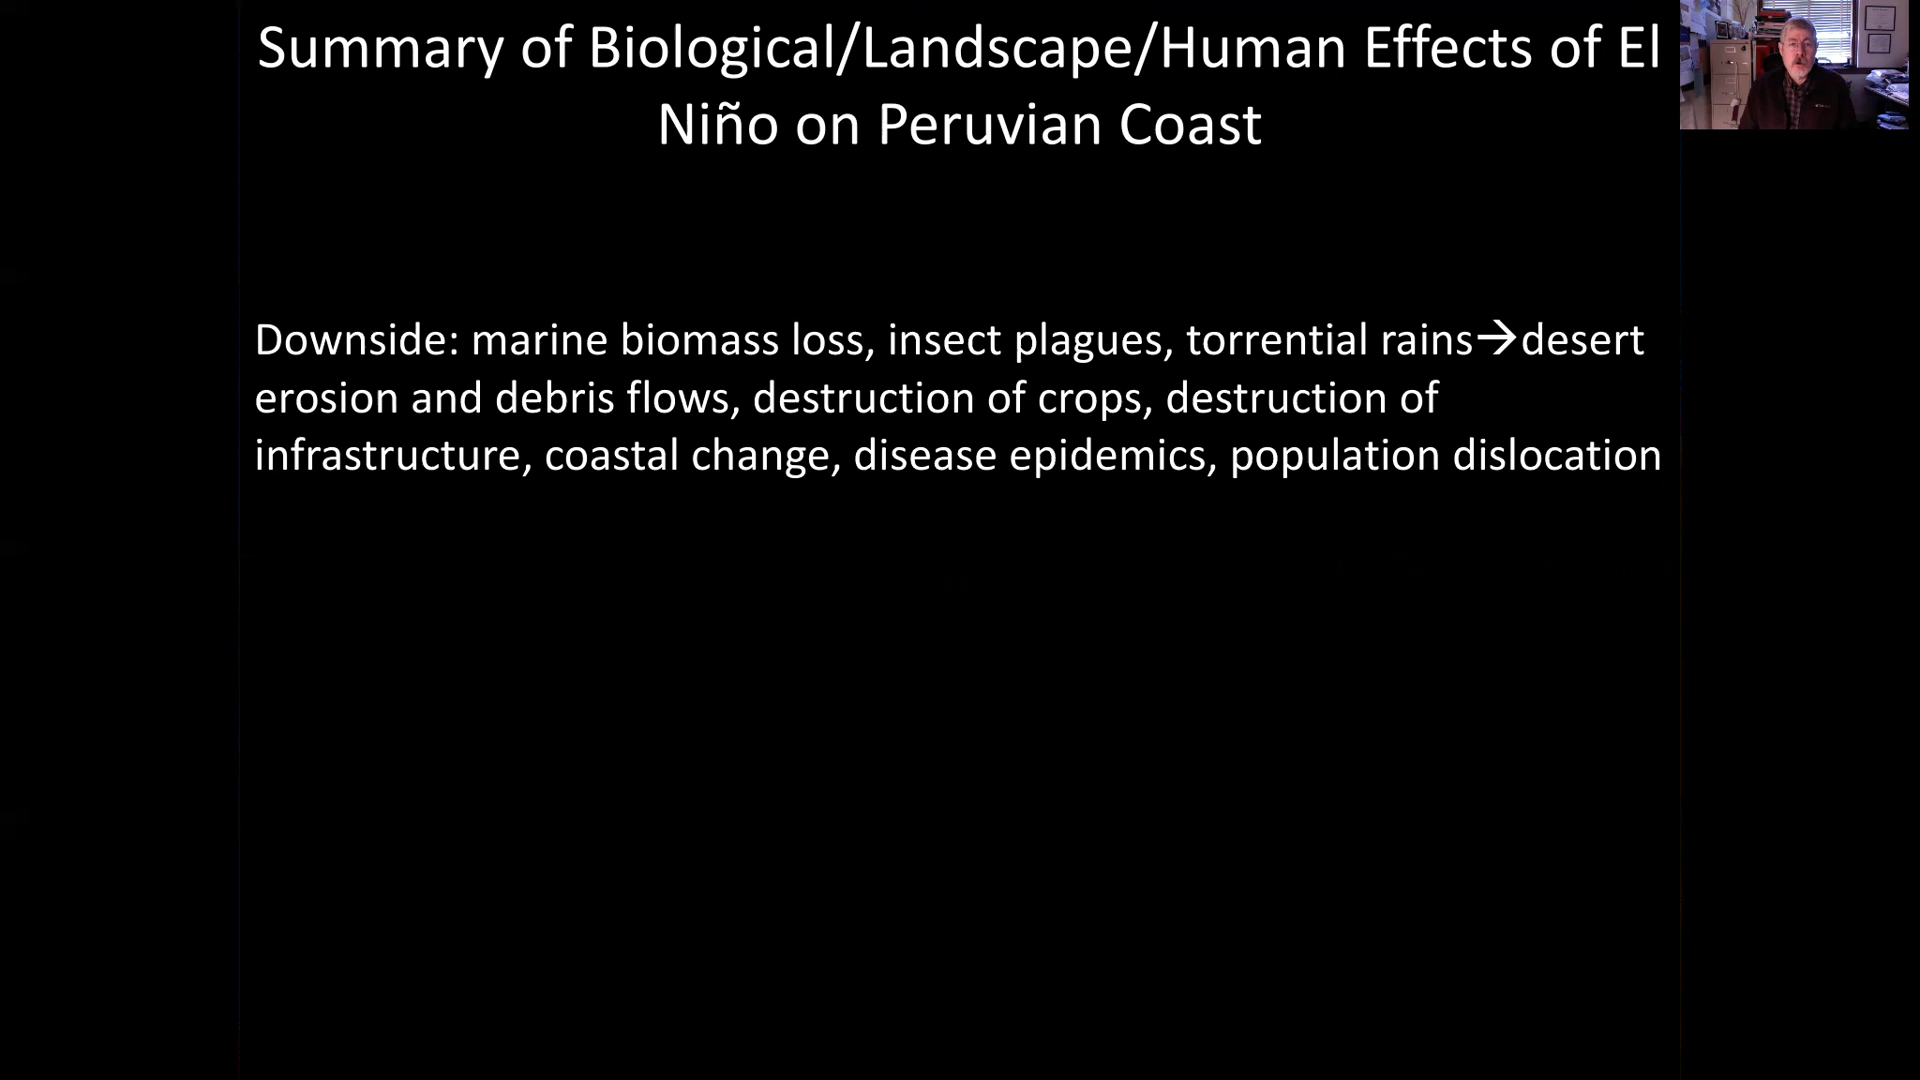 Summary of Biological/Landscape/Human Effects of El
Niño on Peruvian Coast
Downside: marine biomass loss, insect plagues, torrential rains→desert
erosion and debris flows, destruction of crops, destruction of
infrastructure, coastal change, disease epidemics, population dislocation